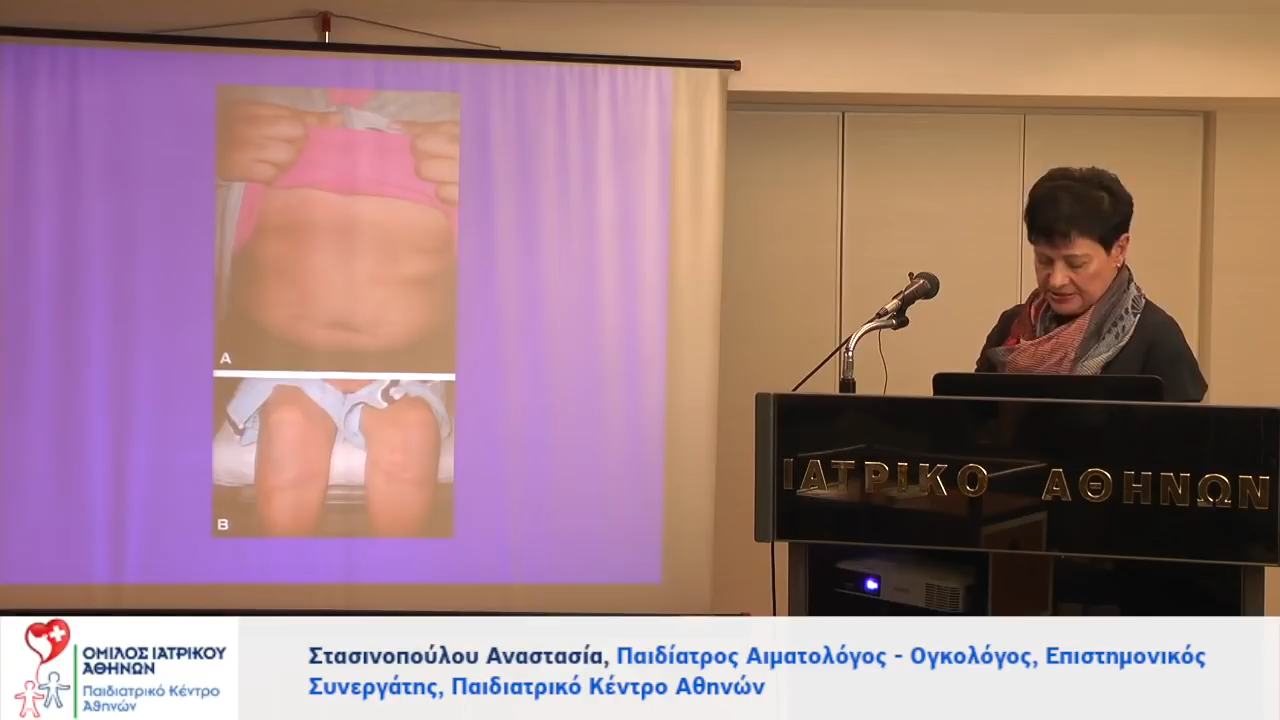 A
B
ΙΑΤΡΙΚΟ ΑΘΗΝΩΝ
ΟΜΙΛΟΣ ΙΑΤΡΙΚΟΥ
ΑΘΗΝΩΝ
Παιδιατρικό Κέντρο
Αθηνών
Στασινοπούλου Αναστασία, Παιδίατρος Αιματολόγος - Ογκολόγος, Επιστημονικός
Συνεργάτης, Παιδιατρικό Κέντρο Αθηνών